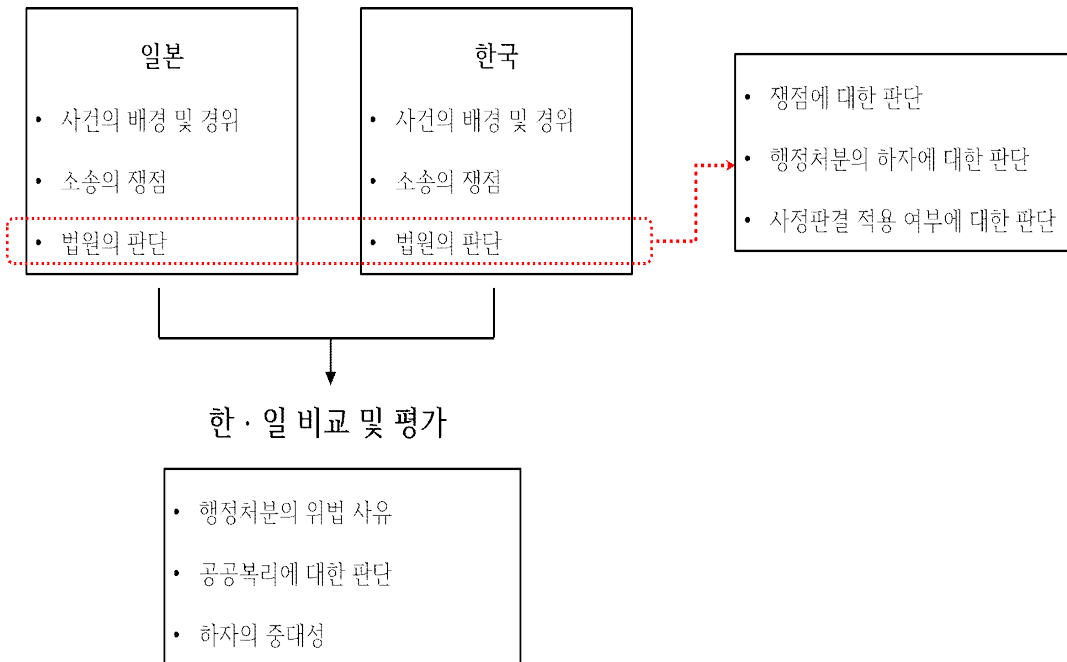 일본
• 사건의 배경 및 경위
• 소송의 쟁점
• 법원의 판단
한국
• 사건의 배경 및 경위
• 소송의 쟁점
• 법원의 판단
• 쟁점에 대한 판단
• 행정처분의 하자에 대한 판단
• 사정판결 적용 여부에 대한 판단
한 · 일 비교 및 평가
• 행정처분의 위법 사유
• 공공복리에 대한 판단
• 하자의 중대성